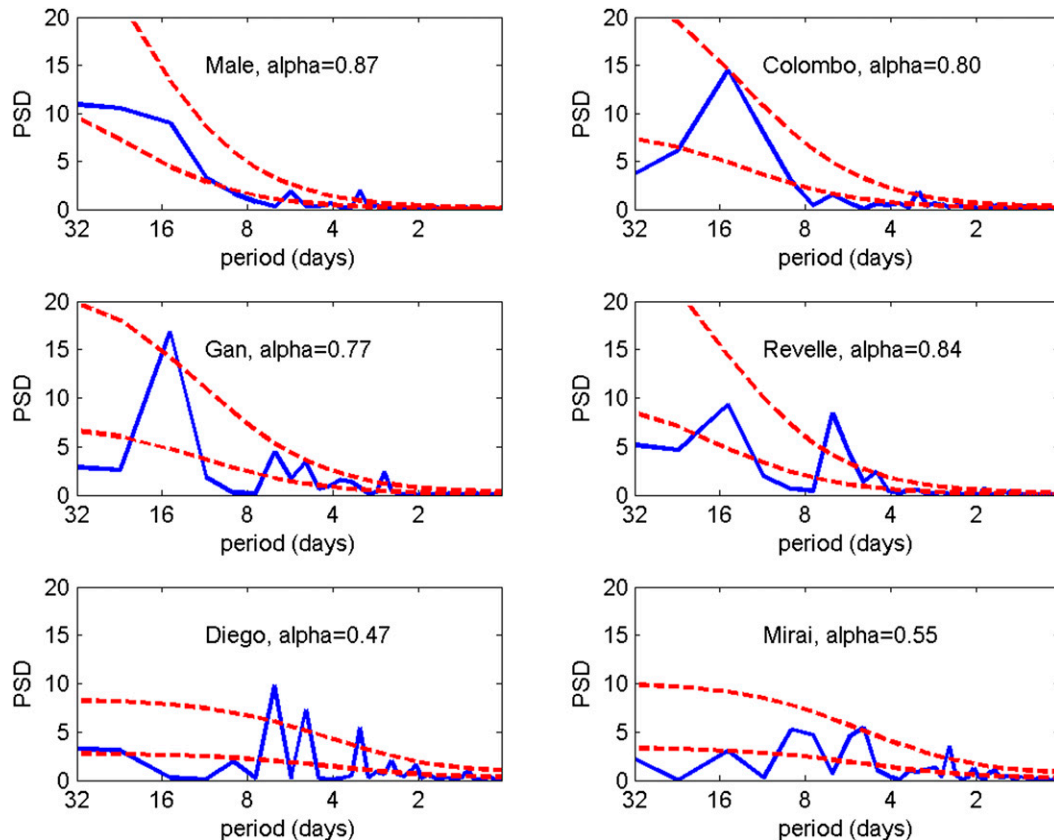 20
15
10
5
0
PSD
Male, alpha=0.87
32 16 8 4 2
period (days)
20
15
10
5
0
PSD
Colombo, alpha=0.80
32 16 8 4 2
period (days)
20
15
10
5
0
PSD
Gan, alpha=0.77
32 16 8 4 2
period (days)
20
15
10
5
0
PSD
Revelle, alpha=0.84
32 16 8 4 2
period (days)
20
15
10
5
0
PSD
Diego, alpha=0.47
32 16 8 4 2
period (days)
20
15
10
5
0
PSD
Mirai, alpha=0.55
32 16 8 4 2
period (days)